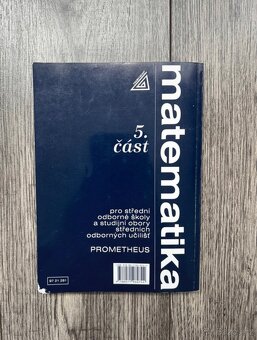 matematika
5.
část
pro střední
odborné školy
a studijní obory
středních
odborných učilišť
PROMETHEUS